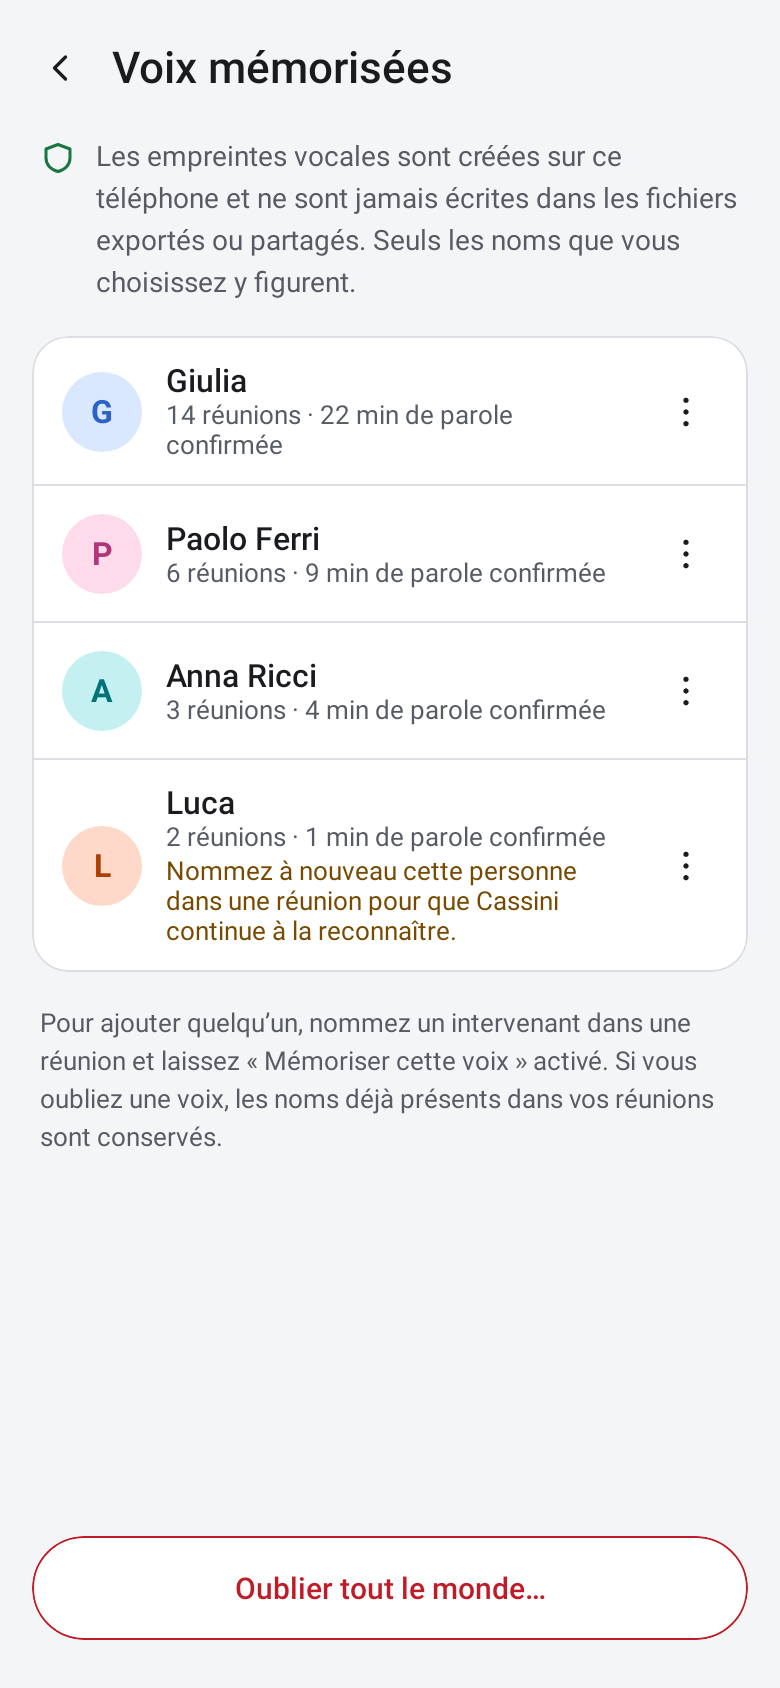 Voix mémorisées
Les empreintes vocales sont créées sur ce
téléphone et ne sont jamais écrites dans les fichiers
exportés ou partagés. Seuls les noms que vous
choisissez y figurent.
G
Giulia
14 réunions · 22 min de parole
confirmée
P
Paolo Ferri
6 réunions · 9 min de parole confirmée
A
Anna Ricci
3 réunions · 4 min de parole confirmée
L
Luca
2 réunions · 1 min de parole confirmée
Nommez à nouveau cette personne
dans une réunion pour que Cassini
continue à la reconnaître.
Pour ajouter quelqu’un, nommez un intervenant dans une
réunion et laissez « Mémoriser cette voix » activé. Si vous
oubliez une voix, les noms déjà présents dans vos réunions
sont conservés.
Oublier tout le monde…